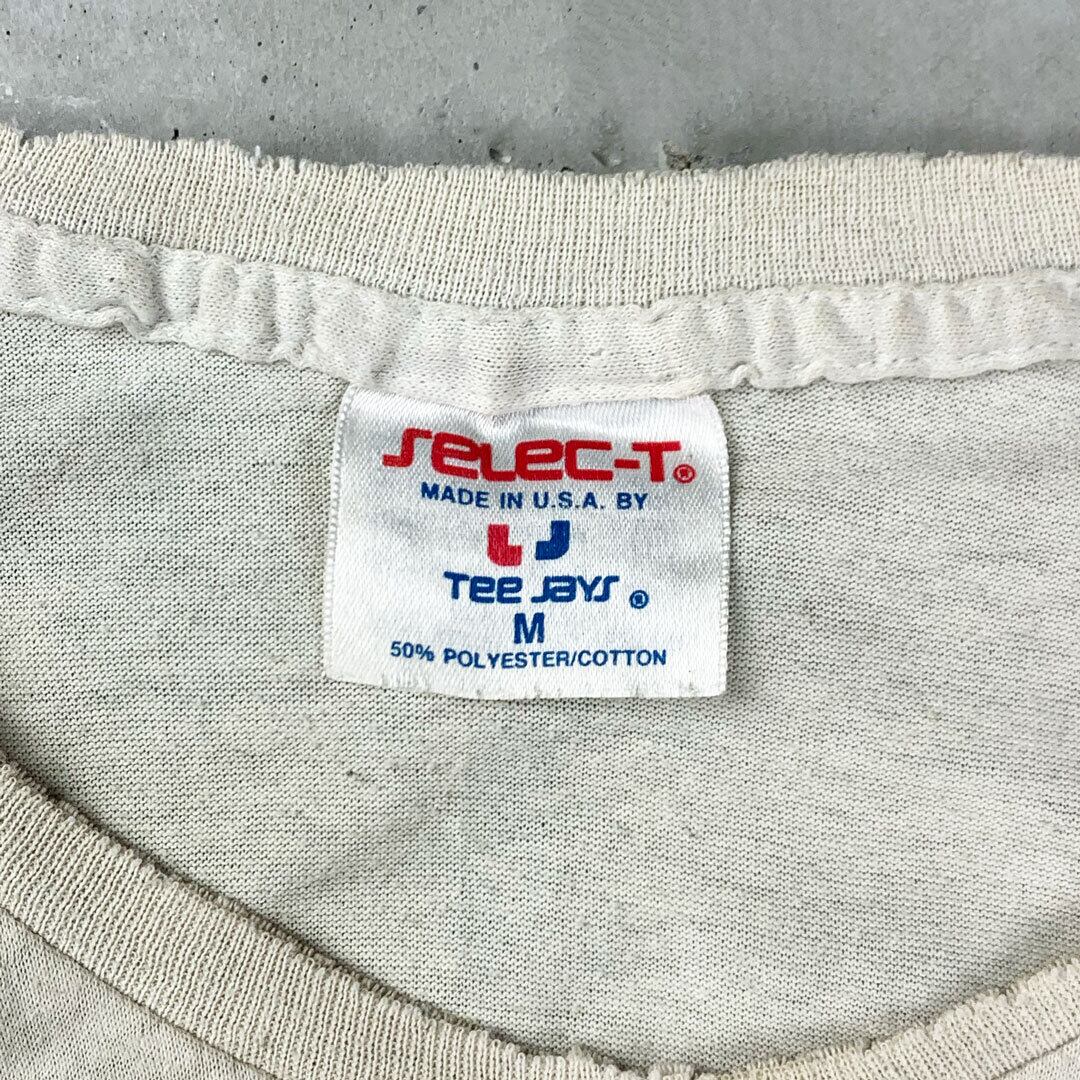 SELEC-T®
MADE IN U.S.A. BY
TEE JAYS ®
M
50% POLYESTER/COTTON